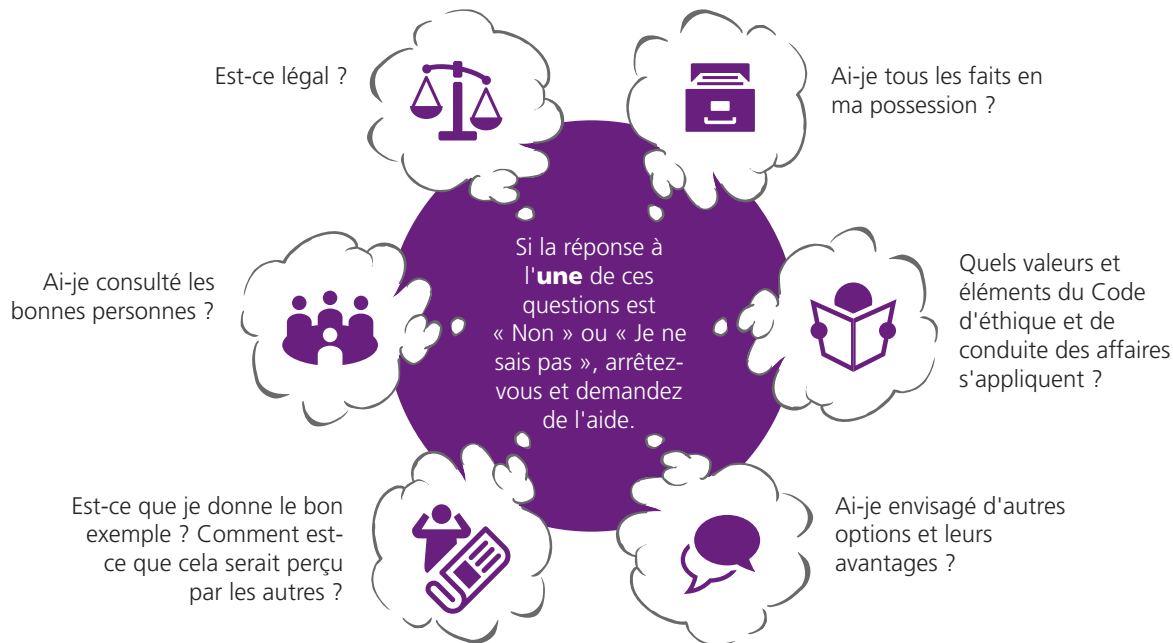 Est-ce légal ?
Ai-je tous les faits en
ma possession ?
Ai-je consulté les
bonnes personnes ?
Si la réponse à
l'une de ces
questions est
« Non » ou « Je ne
sais pas », arrêtez-
vous et demandez
de l'aide.
Quels valeurs et
éléments du Code
d'éthique et de
conduite des affaires
s'appliquent ?
Est-ce que je donne le bon
exemple ? Comment est-
ce que cela serait perçu
par les autres ?
Ai-je envisagé d'autres
options et leurs
avantages ?